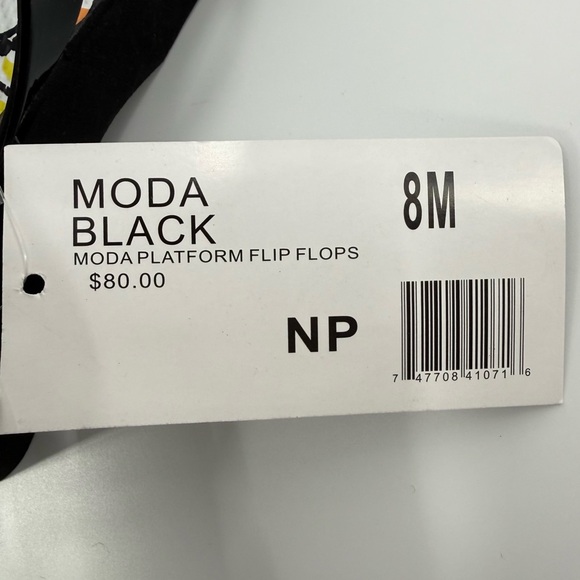 MODA
BLACK
MODA PLATFORM FLIP FLOPS
$80.00
8M
NP
7 47708 41071 6